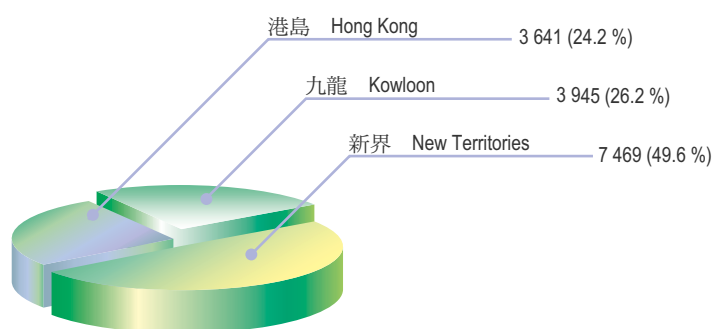 港島 Hong Kong 3 641 (24.2 %)
九龍 Kowloon 3 945 (26.2 %)
新界 New Territories 7 469 (49.6 %)